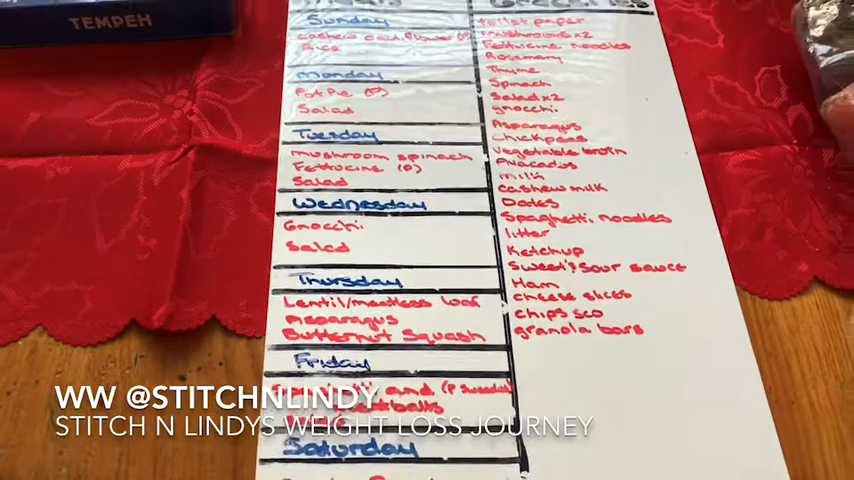 TEMPEH
Sunday
cashew cauliflower (P)
Rice
Monday
Pot Pie (P)
Salad
Tuesday
mushroom spinach
Fettucine (P)
Salad
Wednesday
Gnocchi
Salad
Thursday
Lentil/meatless loaf
Asparagus
Butternut Squash
Friday
and (P
Saturday
toilet paper
mushrooms x2
Fettucine noodles
Rosemary
Thyme
Spinach
Salad x2
gnocchi
Asparagus
chickpeas
vegetable broth
Avacados
milk
cashew milk
Dates
Spaghetti noodles
litter
Ketchup
Sweet & Sour sauce
Ham
cheese slices
chips sco
granola bars
WW @STITCHNLINDY
STITCH N LINDYS WEIGHT LOSS JOURNEY